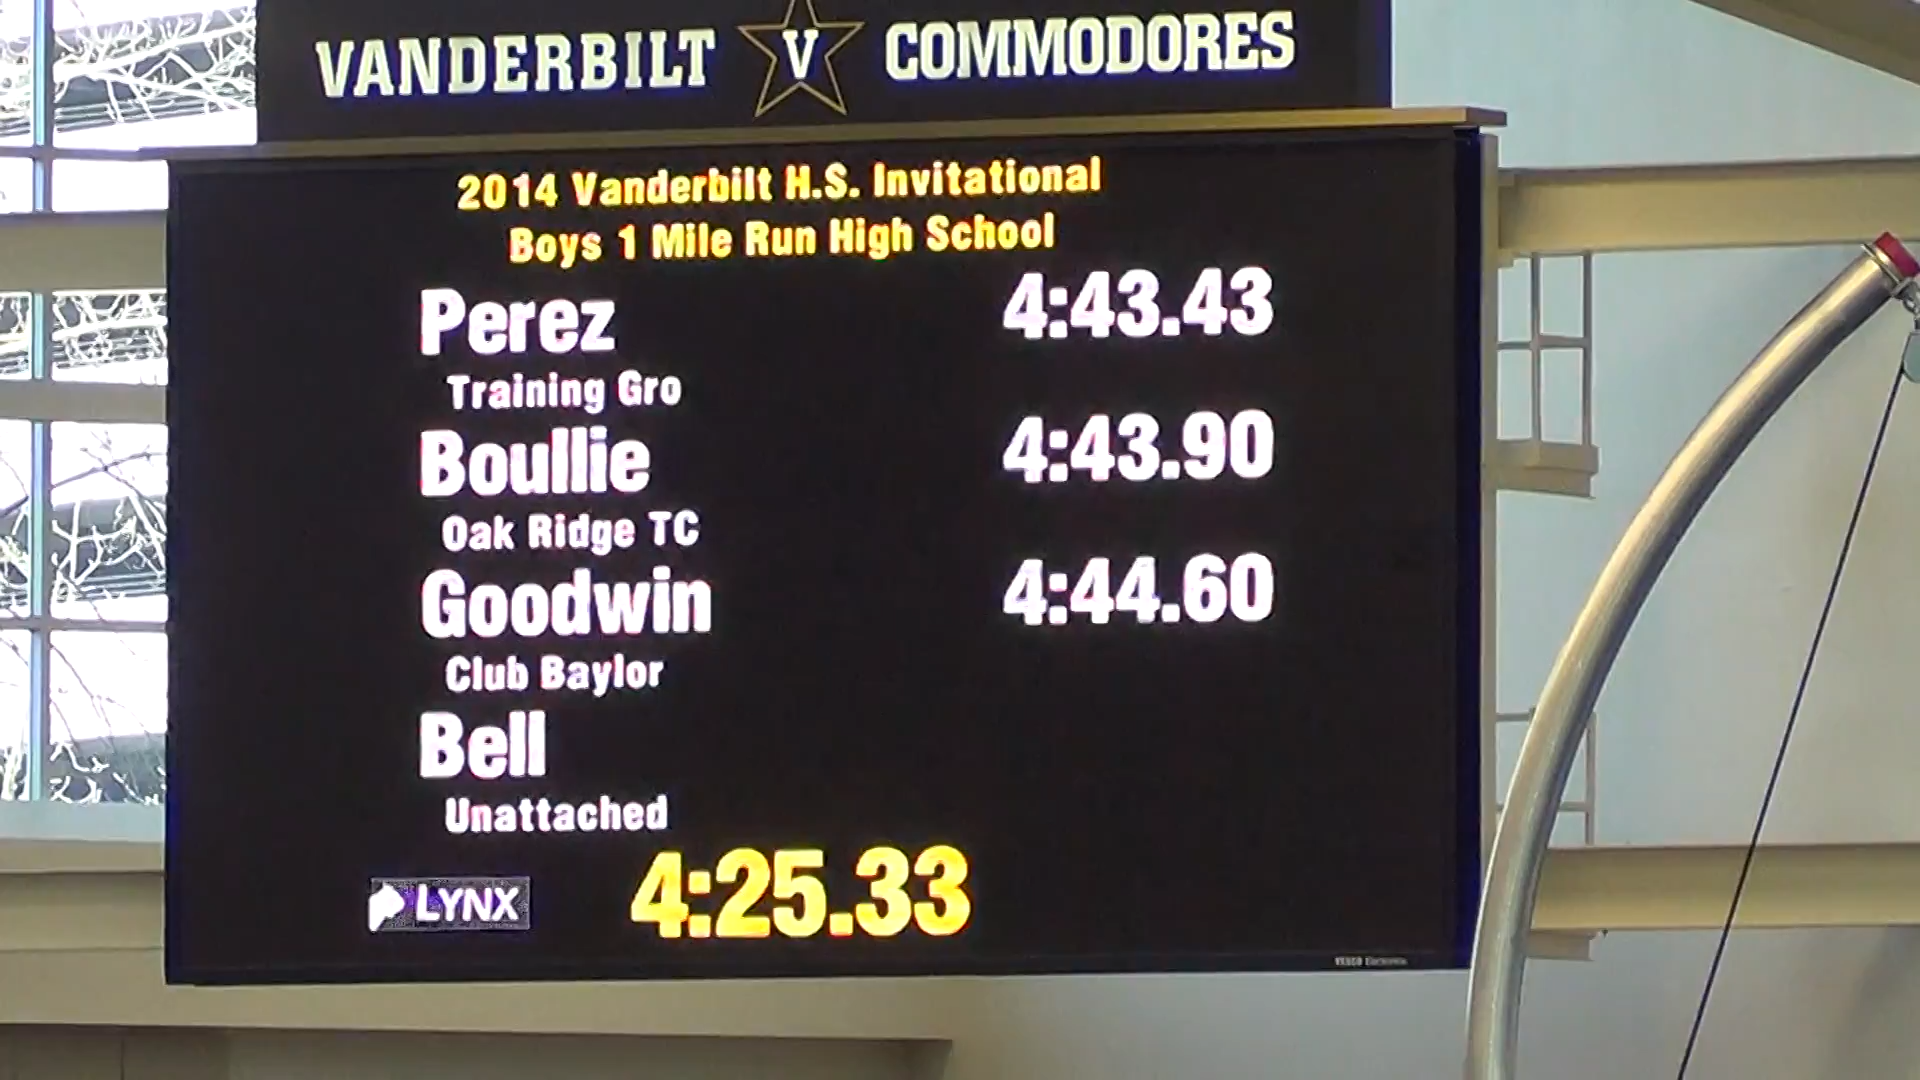 VANDERBILT V COMMODORES
2014 Vanderbilt H.S. Invitational
Boys 1 Mile Run High School
Perez 4:43.43
Training Gro
Boullie 4:43.90
Oak Ridge TC
Goodwin 4:44.60
Club Baylor
Bell
Unattached
LYNX 4:25.33